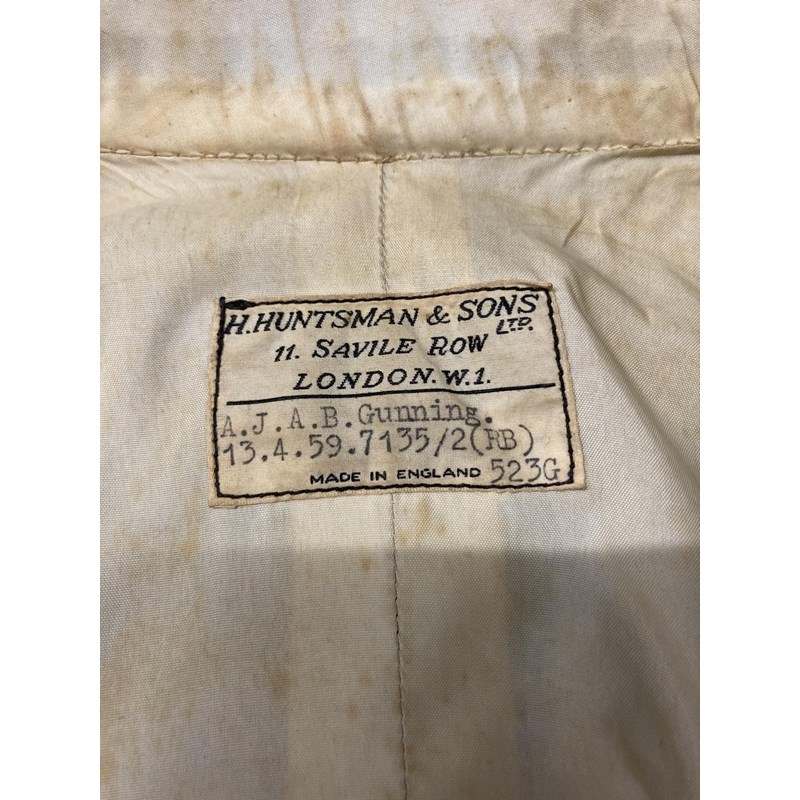 H. HUNTSMAN & SONS LTD.
11. SAVILE ROW
LONDON. W.1.
A.J.A.B.Gunning.
13.4.59.7135/2(RB)
MADE IN ENGLAND 523G